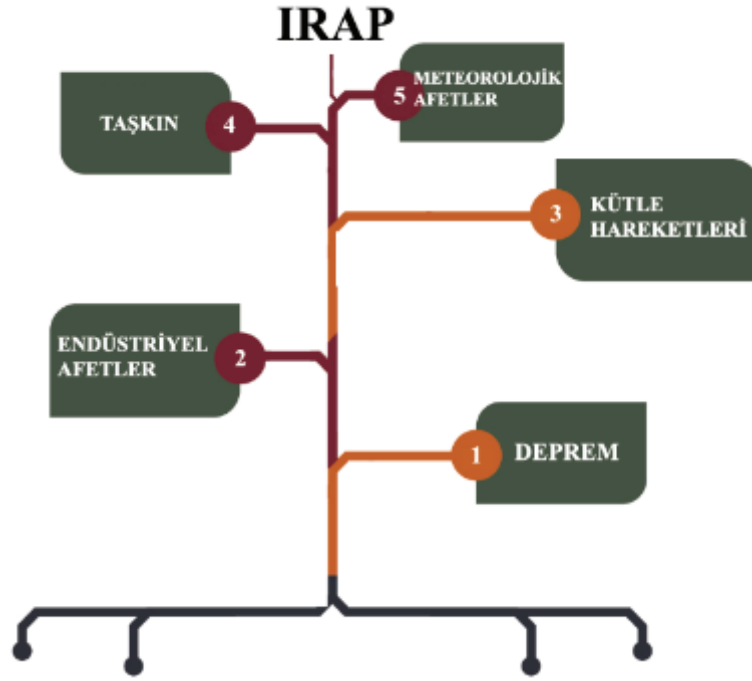 IRAP
5
METEOROLOJİK
AFETLER
TAŞKIN
4
3
KÜTLE
HAREKETLERİ
ENDÜSTRİYEL
AFETLER
2
1
DEPREM